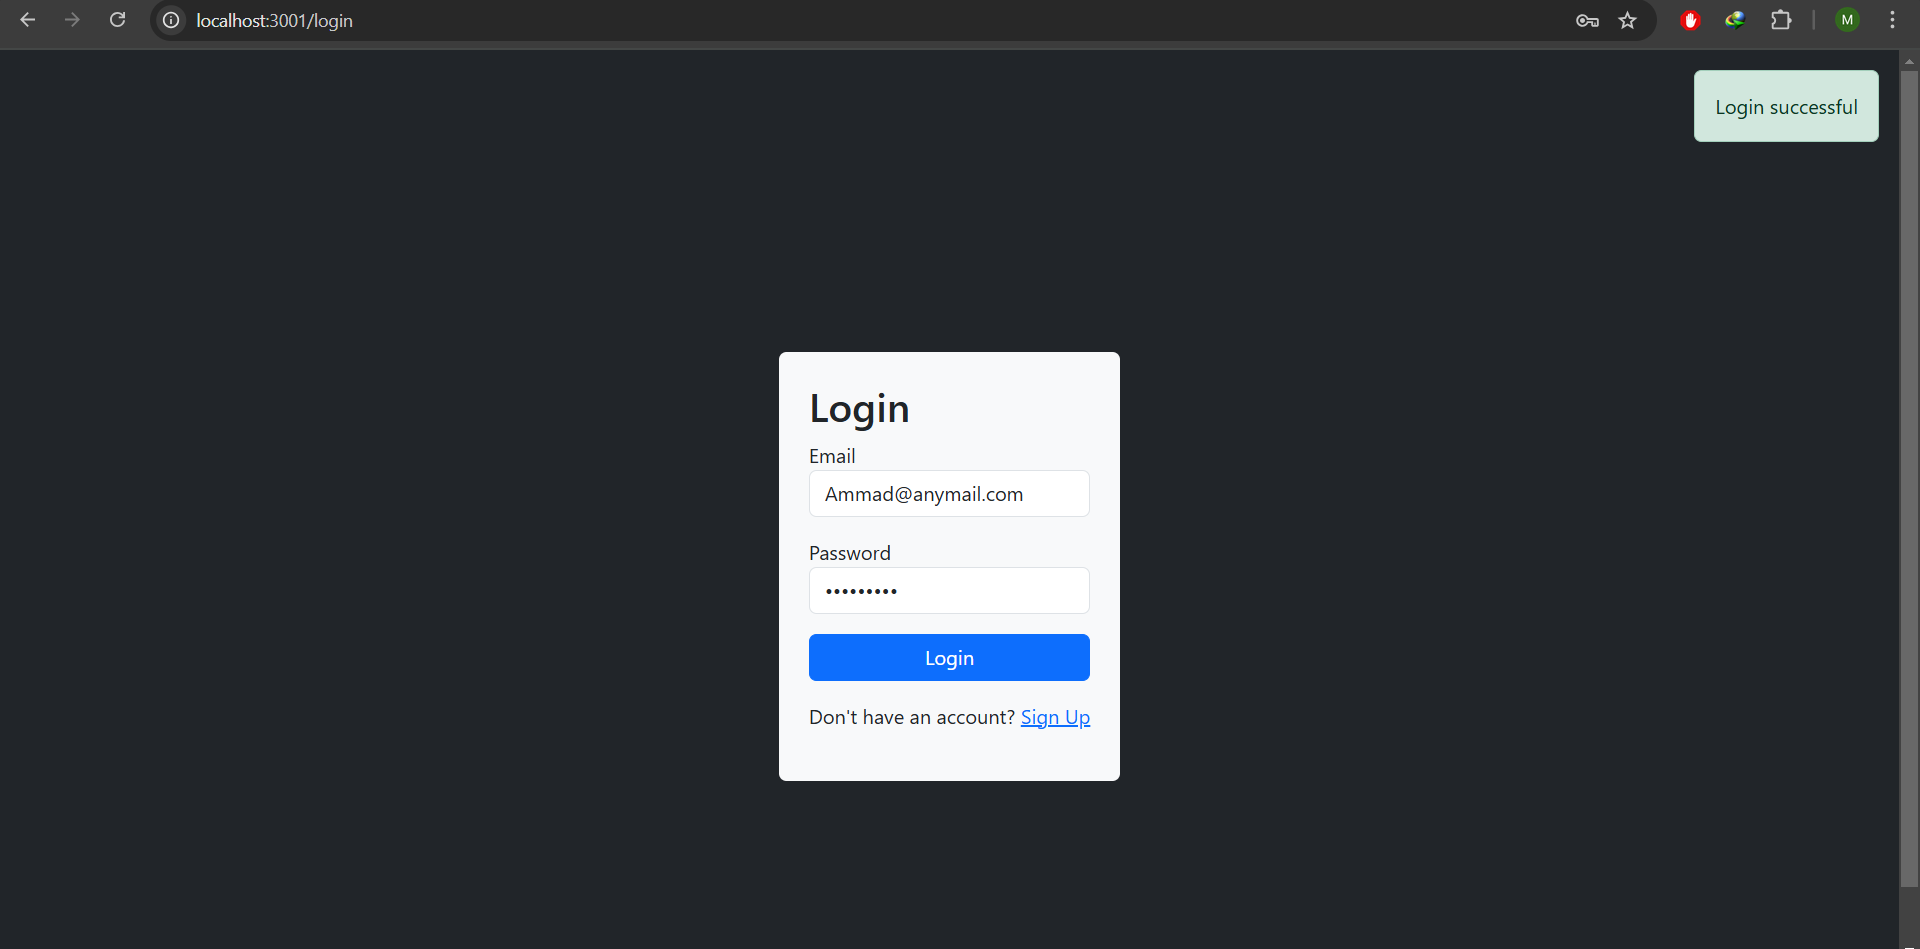 localhost:3001/login
M
Login successful
Login
Email
Ammad@anymail.com
Password
•••••••••
Login
Don't have an account? Sign Up